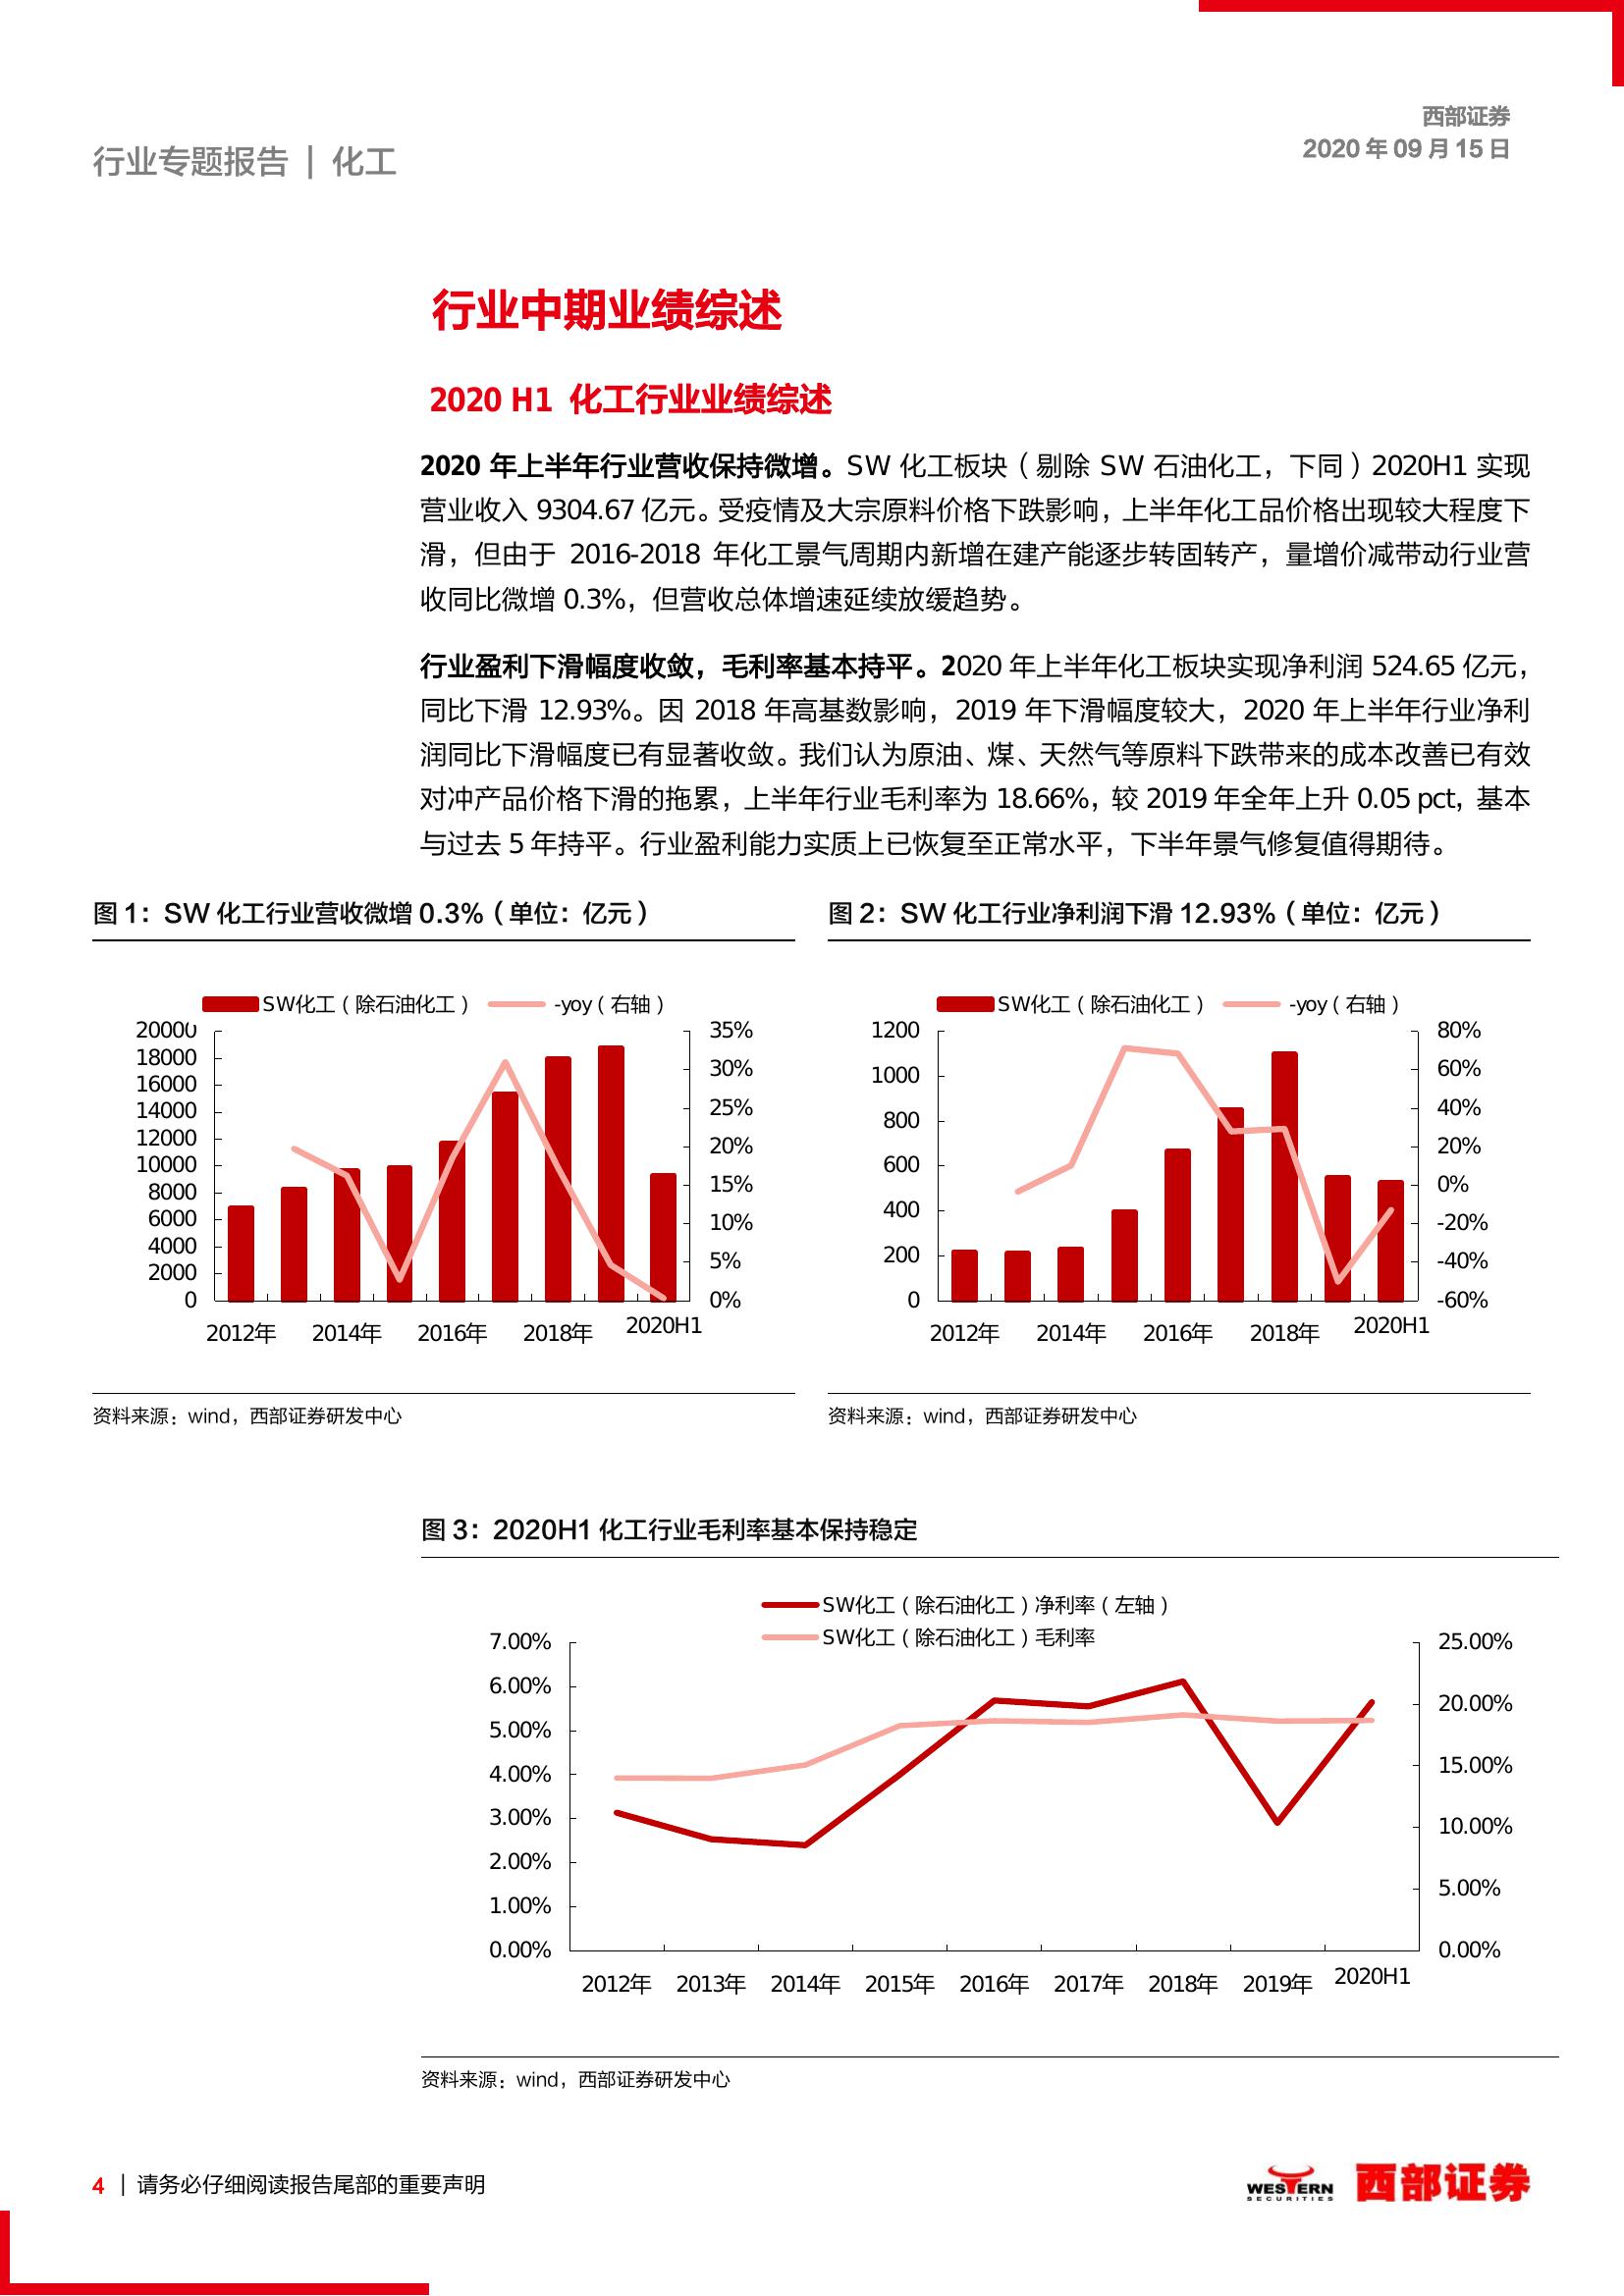 西部证券
2020 年 09 月 15 日
行业专题报告 | 化工
行业中期业绩综述
2020 H1 化工行业业绩综述
2020 年上半年行业营收保持微增。SW 化工板块（剔除 SW 石油化工，下同）2020H1 实现
营业收入 9304.67 亿元。受疫情及大宗原料价格下跌影响，上半年化工品价格出现较大程度下
滑，但由于 2016-2018 年化工景气周期内新增在建产能逐步转固转产，量增价减带动行业营
收同比微增 0.3%，但营收总体增速延续放缓趋势。
行业盈利下滑幅度收敛，毛利率基本持平。2020 年上半年化工板块实现净利润 524.65 亿元，
同比下滑 12.93%。因 2018 年高基数影响，2019 年下滑幅度较大，2020 年上半年行业净利
润同比下滑幅度已有显著收敛。我们认为原油、煤、天然气等原料下跌带来的成本改善已有效
对冲产品价格下滑的拖累，上半年行业毛利率为 18.66%，较 2019 年全年上升 0.05 pct，基本
与过去 5 年持平。行业盈利能力实质上已恢复至正常水平，下半年景气修复值得期待。
图 1：SW 化工行业营收微增 0.3%（单位：亿元）
SW化工（除石油化工）
-yoy（右轴）
20000
18000
16000
14000
12000
10000
8000
6000
4000
2000
0
35%
30%
25%
20%
15%
10%
5%
0%
2012年 2014年 2016年 2018年 2020H1
资料来源：wind，西部证券研发中心
图 2：SW 化工行业净利润下滑 12.93%（单位：亿元）
SW化工（除石油化工）
-yoy（右轴）
1200
1000
800
600
400
200
0
80%
60%
40%
20%
0%
-20%
-40%
-60%
2012年 2014年 2016年 2018年 2020H1
资料来源：wind，西部证券研发中心
图 3：2020H1 化工行业毛利率基本保持稳定
SW化工（除石油化工）净利率（左轴）
SW化工（除石油化工）毛利率
7.00%
6.00%
5.00%
4.00%
3.00%
2.00%
1.00%
0.00%
25.00%
20.00%
15.00%
10.00%
5.00%
0.00%
2012年 2013年 2014年 2015年 2016年 2017年 2018年 2019年 2020H1
资料来源：wind，西部证券研发中心
4 | 请务必仔细阅读报告尾部的重要声明
WESTERN
SECURITIES
西部证券